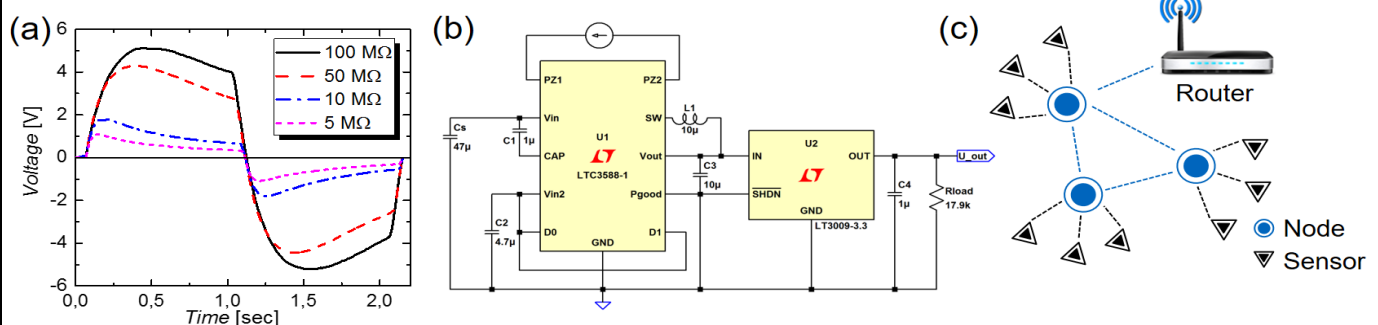 (a)
6
4
2
0
-2
-4
-6
Voltage [V]
0,0
0,5
1,0
1,5
2,0
Time [sec]
100 MΩ
50 MΩ
10 MΩ
5 MΩ
(b)
PZ1
PZ2
Vin
SW
L1
10µ
Cs
47µ
C1
1µ
U1
CAP
Vout
LTC3588-1
C3
10µ
Vin2
Pgood
C2
4.7µ
D0
D1
GND
U2
IN
OUT
SHDN
GND
LT3009-3.3
C4
1µ
U_out
Rload
17.9k
(c)
Router
Node
Sensor